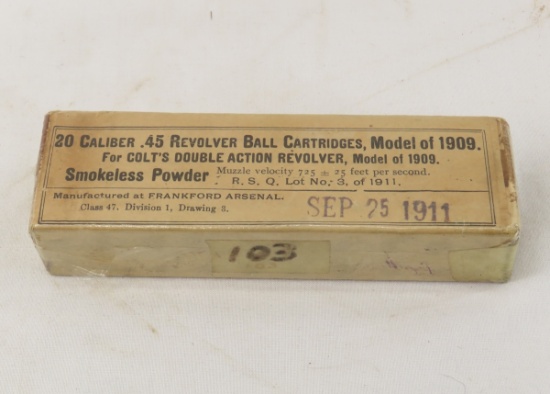 20 CALIBER .45 REVOLVER BALL CARTRIDGES, Model of 1909.
For COLT'S DOUBLE ACTION REVOLVER, Model of 1909.
Smokeless Powder Muzzle velocity 725 ± 25 feet per second.
R. S. Q. Lot No. 3, of 1911.
Manufactured at FRANKFORD ARSENAL.
Class 47, Division 1, Drawing 3.
SEP 25 1911
103